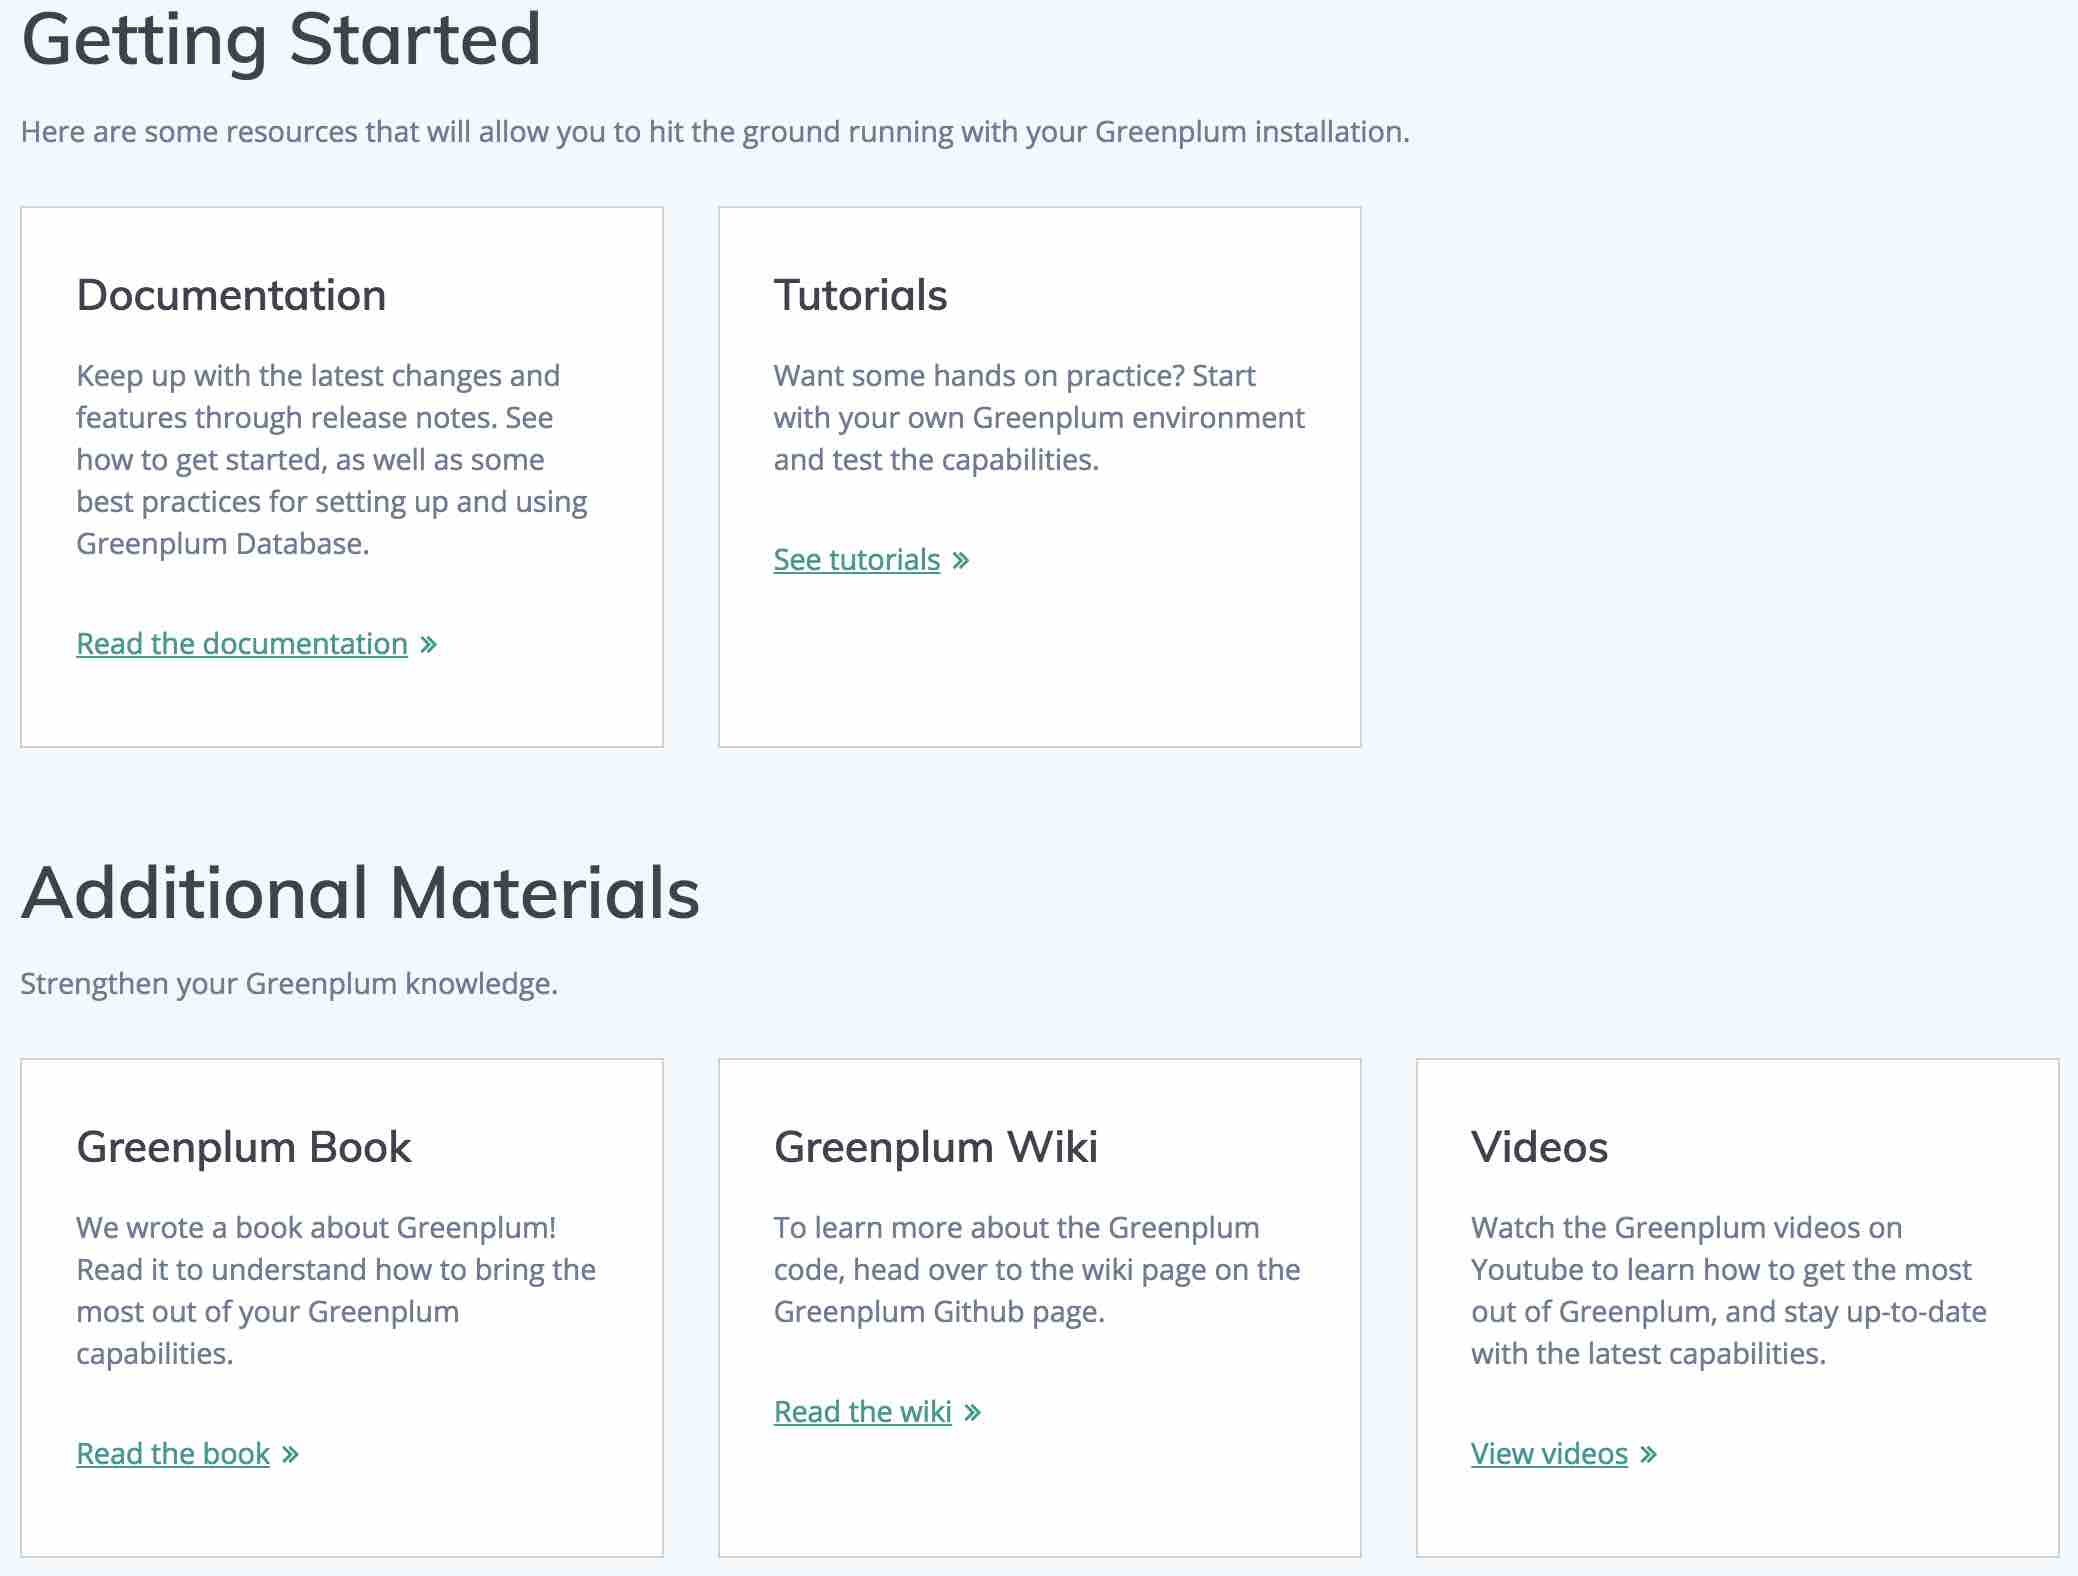 Getting Started
Here are some resources that will allow you to hit the ground running with your Greenplum installation.
Documentation
Keep up with the latest changes and
features through release notes. See
how to get started, as well as some
best practices for setting up and using
Greenplum Database.
Read the documentation »
Tutorials
Want some hands on practice? Start
with your own Greenplum environment
and test the capabilities.
See tutorials »
Additional Materials
Strengthen your Greenplum knowledge.
Greenplum Book
We wrote a book about Greenplum!
Read it to understand how to bring the
most out of your Greenplum
capabilities.
Read the book »
Greenplum Wiki
To learn more about the Greenplum
code, head over to the wiki page on the
Greenplum Github page.
Read the wiki »
Videos
Watch the Greenplum videos on
Youtube to learn how to get the most
out of Greenplum, and stay up-to-date
with the latest capabilities.
View videos »